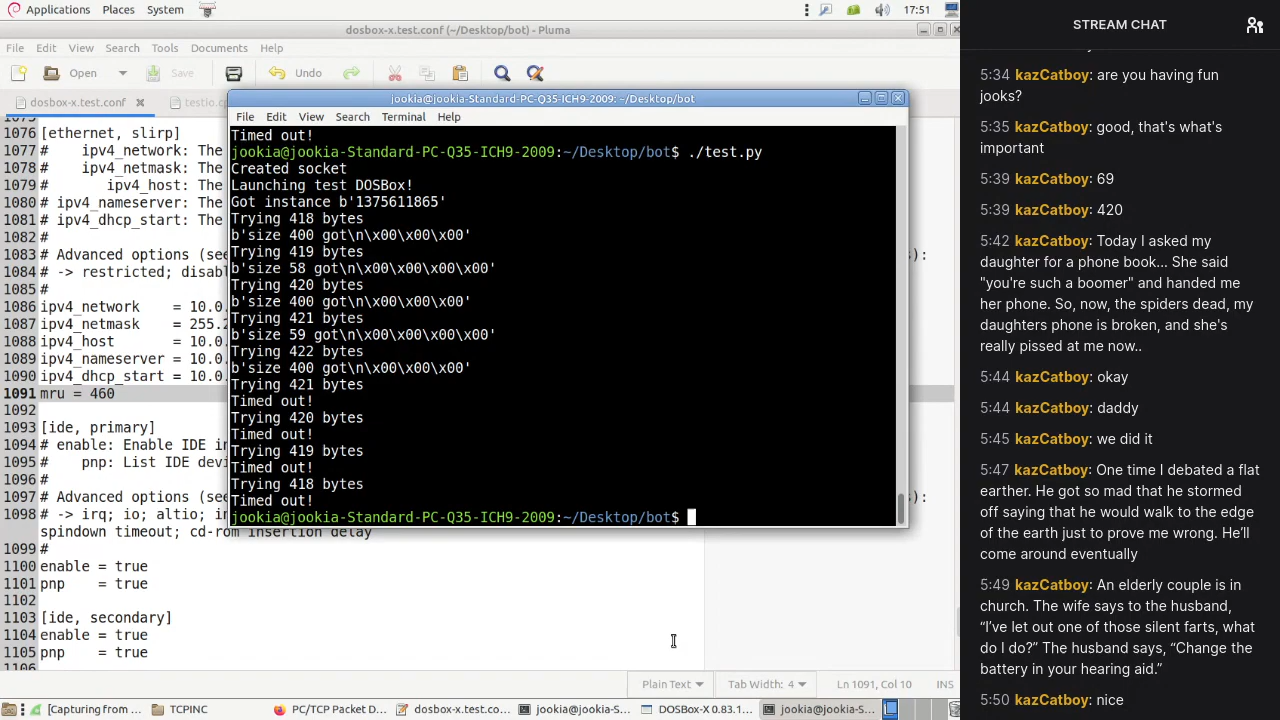 Applications Places System 17:51
dosbox-x.test.conf (~/Desktop/bot) - Pluma
File Edit View Search Tools Documents Help
Open Save Undo
dosbox-x.test.conf testio.c
jookia@jookia-Standard-PC-Q35-ICH9-2009: ~/Desktop/bot
File Edit View Search Terminal Help
Timed out!
jookia@jookia-Standard-PC-Q35-ICH9-2009:~/Desktop/bot$ ./test.py
Created socket
Launching test DOSBox!
Got instance b'1375611865'
Trying 418 bytes
b'size 400 got\n\x00\x00\x00'
Trying 419 bytes
b'size 58 got\n\x00\x00\x00\x00'
Trying 420 bytes
b'size 400 got\n\x00\x00\x00'
Trying 421 bytes
b'size 59 got\n\x00\x00\x00\x00'
Trying 422 bytes
b'size 400 got\n\x00\x00\x00'
Trying 421 bytes
Timed out!
Trying 420 bytes
Timed out!
Trying 419 bytes
Timed out!
Trying 418 bytes
Timed out!
jookia@jookia-Standard-PC-Q35-ICH9-2009:~/Desktop/bot$
1076 [ethernet, slirp]
1077 # ipv4_network: The
1078 # ipv4_netmask: The
1079 # ipv4_host: The
1080 # ipv4_nameserver: The
1081 # ipv4_dhcp_start: The
1082 #
1083 # Advanced options (see ):
1084 # -> restricted; disab
1085 #
1086 ipv4_network = 10.0.
1087 ipv4_netmask = 255.2
1088 ipv4_host = 10.0.
1089 ipv4_nameserver = 10.0.
1090 ipv4_dhcp_start = 10.0.
1091 mru = 460
1092
1093 [ide, primary]
1094 # enable: Enable IDE in
1095 # pnp: List IDE devi
1096 #
1097 # Advanced options (see ):
1098 # -> irq; io; altio; in
spindown timeout; cd-rom insertion delay
1099 #
1100 enable = true
1101 pnp = true
1102
1103 [ide, secondary]
1104 enable = true
1105 pnp = true
Plain Text Tab Width: 4 Ln 1091, Col 10 INS
[Capturing from ... TCPINC PC/TCP Packet D... dosbox-x.test.co... jookia@jookia-S... DOSBOX-X 0.83.1... jookia@jookia-S...
STREAM CHAT
5:34 kazCatboy: are you having fun
jooks?
5:35 kazCatboy: good, that's what's
important
5:39 kazCatboy: 69
5:39 kazCatboy: 420
5:42 kazCatboy: Today I asked my
daughter for a phone book... She said
"you're such a boomer" and handed me
her phone. So, now, the spiders dead, my
daughters phone is broken, and she's
really pissed at me now..
5:44 kazCatboy: okay
5:44 kazCatboy: daddy
5:45 kazCatboy: we did it
5:47 kazCatboy: One time I debated a flat
earther. He got so mad that he stormed
off saying that he would walk to the edge
of the earth just to prove me wrong. He'll
come around eventually
5:49 kazCatboy: An elderly couple is in
church. The wife says to the husband,
“I've let out one of those silent farts, what
do I do?” The husband says, “Change the
battery in your hearing aid.”
5:50 kazCatboy: nice